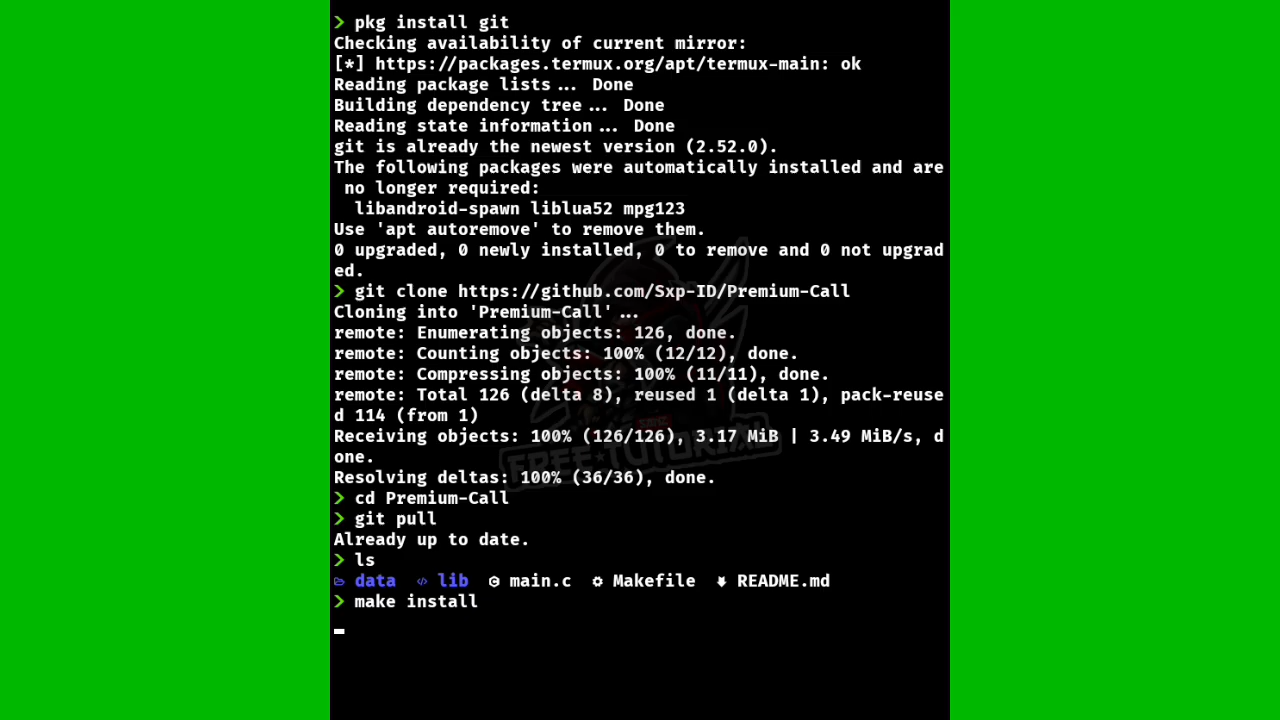 > pkg install git
Checking availability of current mirror:
[*] https://packages.termux.org/apt/termux-main: ok
Reading package lists... Done
Building dependency tree... Done
Reading state information... Done
git is already the newest version (2.52.0).
The following packages were automatically installed and are
no longer required:
libandroid-spawn liblua52 mpg123
Use 'apt autoremove' to remove them.
0 upgraded, 0 newly installed, 0 to remove and 0 not upgrad
ed.
> git clone https://github.com/Sxp-ID/Premium-Call
Cloning into 'Premium-Call'...
remote: Enumerating objects: 126, done.
remote: Counting objects: 100% (12/12), done.
remote: Compressing objects: 100% (11/11), done.
remote: Total 126 (delta 8), reused 1 (delta 1), pack-reuse
d 114 (from 1)
Receiving objects: 100% (126/126), 3.17 MiB | 3.49 MiB/s, d
one.
Resolving deltas: 100% (36/36), done.
> cd Premium-Call
> git pull
Already up to date.
> ls
data lib main.c Makefile README.md
> make install
FREE TUTORIAL